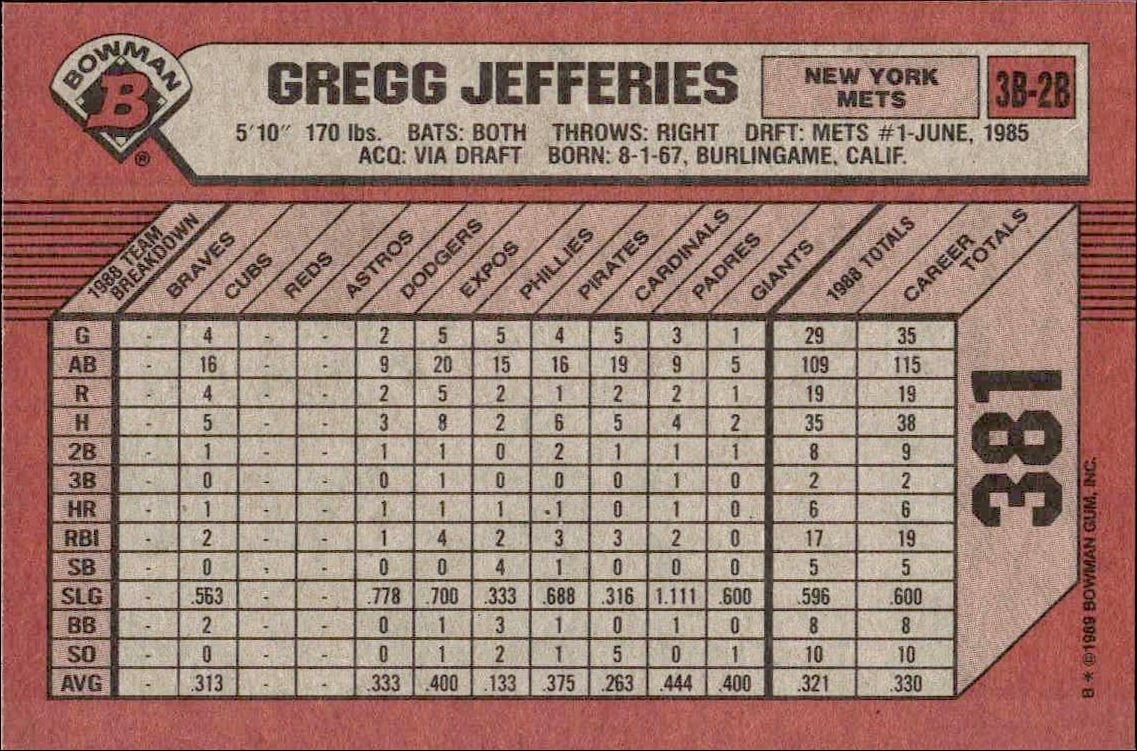 BOWMAN
B
®
GREGG JEFFERIES
NEW YORK
METS
3B-2B
5'10" 170 lbs. BATS: BOTH THROWS: RIGHT DRFT: METS #1-JUNE, 1985
ACQ: VIA DRAFT BORN: 8-1-67, BURLINGAME, CALIF.
1988 TEAM BREAKDOWN BRAVES CUBS REDS ASTROS DODGERS EXPOS PHILLIES PIRATES CARDINALS PADRES GIANTS 1988 TOTALS CAREER TOTALS
G - 4 - - 2 5 5 4 5 3 1 29 35
AB - 16 - - 9 20 15 16 19 9 5 109 115
R - 4 - - 2 5 2 1 2 2 1 19 19
H - 5 - - 3 8 2 6 5 4 2 35 38
2B - 1 - - 1 1 0 2 1 1 1 8 9
3B - 0 - - 0 1 0 0 0 1 0 2 2
HR - 1 - - 1 1 1 1 0 1 0 6 6
RBI - 2 - - 1 4 2 3 3 2 0 17 19
SB - 0 - - 0 0 4 1 0 0 0 5 5
SLG - .563 - - .778 .700 .333 .688 .316 1.111 .600 .596 .600
BB - 2 - - 0 1 3 1 0 1 0 8 8
SO - 0 - - 0 1 2 1 5 0 1 10 10
AVG - .313 - - .333 .400 .133 .375 .263 .444 .400 .321 .330
381
B * ©1989 BOWMAN GUM, INC.